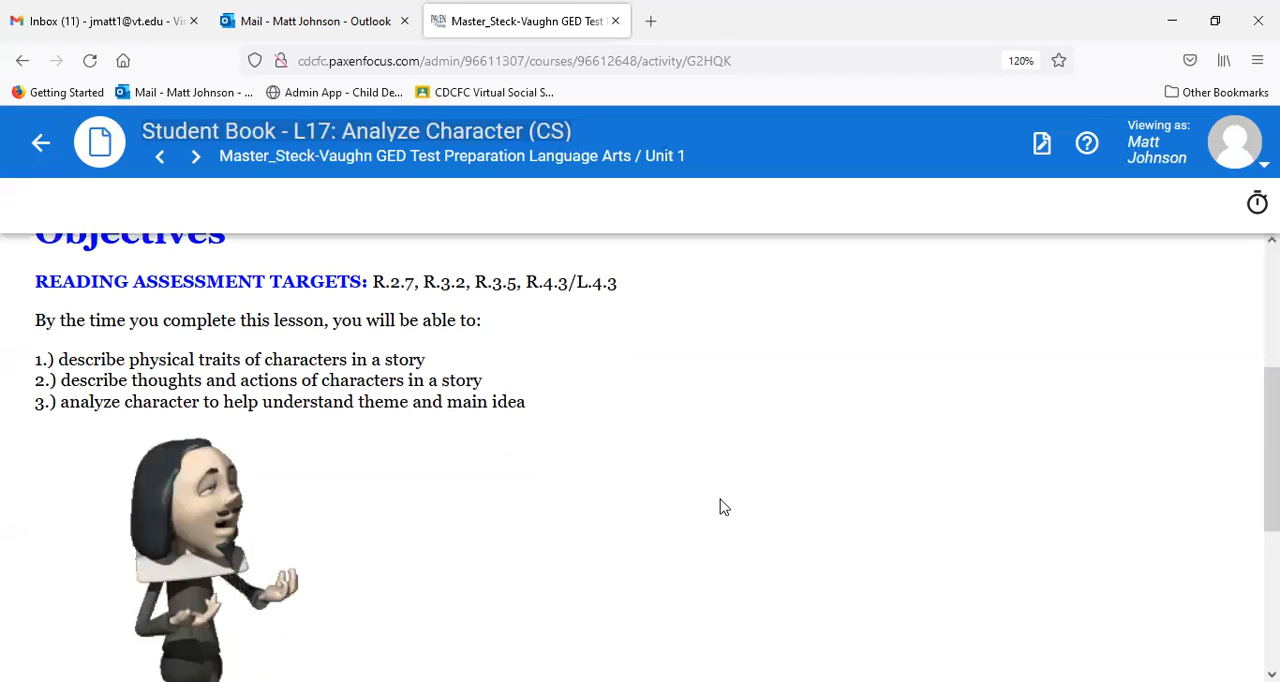 Inbox (11) - jmatt1@vt.edu - Vir
Mail - Matt Johnson - Outlook
Master_Steck-Vaughn GED Test
cdcfc.paxenfocus.com/admin/96611307/courses/96612648/activity/G2HQK
120%
Getting Started
Mail - Matt Johnson - ...
Admin App - Child De...
CDCFC Virtual Social S...
Other Bookmarks
Student Book - L17: Analyze Character (CS)
Master_Steck-Vaughn GED Test Preparation Language Arts / Unit 1
Viewing as:
Matt
Johnson
Objectives
READING ASSESSMENT TARGETS: R.2.7, R.3.2, R.3.5, R.4.3/L.4.3
By the time you complete this lesson, you will be able to:
1.) describe physical traits of characters in a story
2.) describe thoughts and actions of characters in a story
3.) analyze character to help understand theme and main idea